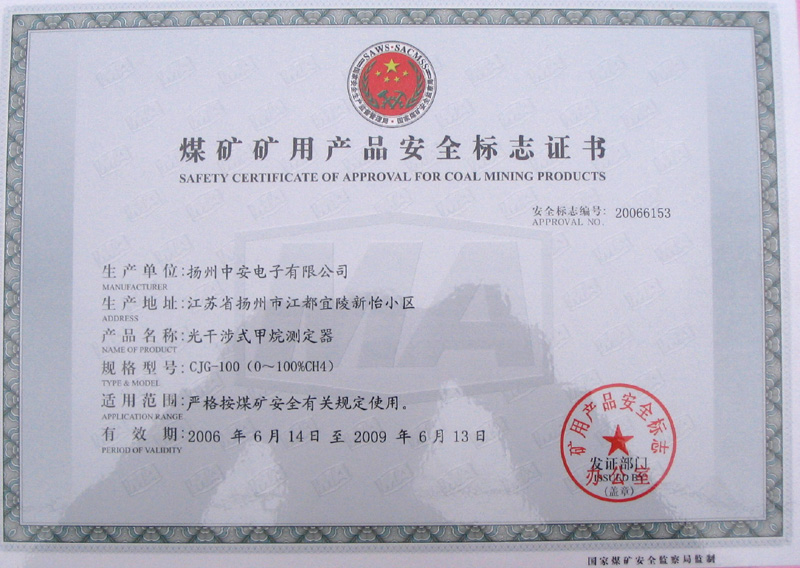 SAWS·SACMSS
煤矿矿用产品安全标志证书
SAFETY CERTIFICATE OF APPROVAL FOR COAL MINING PRODUCTS
安全标志编号: 20066153
APPROVAL NO.
生产单位:扬州中安电子有限公司
MANUFACTURER
生产地址:江苏省扬州市江都宜陵新怡小区
ADDRESS
产品名称:光干涉式甲烷测定器
NAME OF PRODUCT
规格型号:CJG-100（0～100%CH4）
TYPE & MODEL
适用范围:严格按煤矿安全有关规定使用。
APPLICATION RANGE
有效期:2006 年 6 月 14 日 至 2009 年 6 月 13 日
PERIOD OF VALIDITY
矿用产品安全标志
发证部门
ISSUED BY
办公室
(盖章)
国家煤矿安全监察局监制